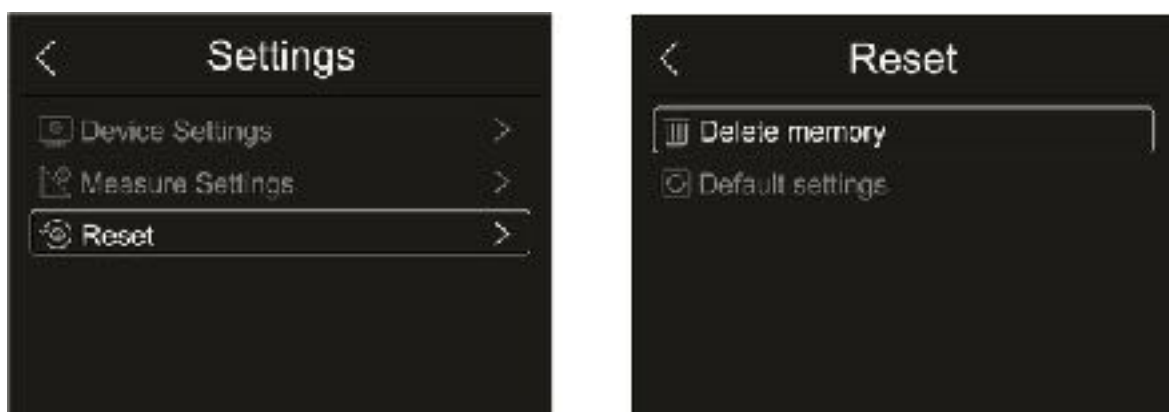 Settings
Device Settings
Measure Settings
Reset
Reset
Delete memory
Default settings